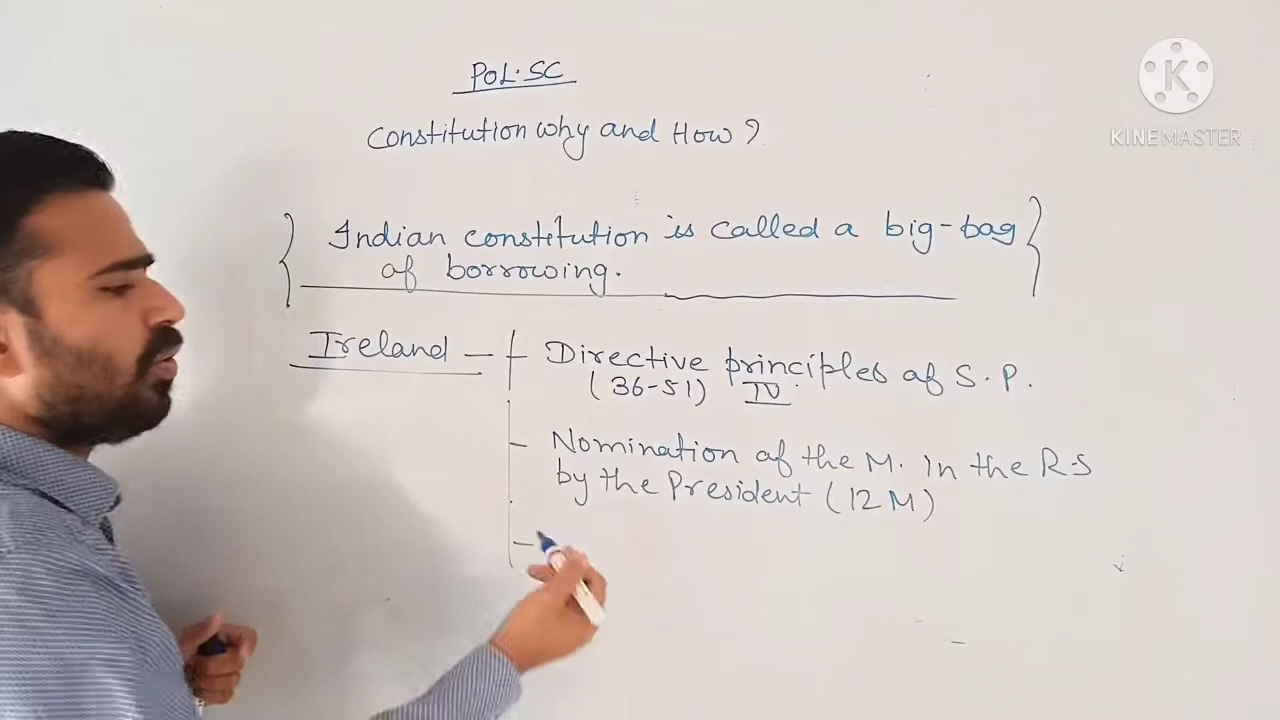 POL.SC
Constitution why and How?
Indian constitution is called a big-bag
of borrowing.
Ireland - Directive principles of S.P.
(36-51) IV
Nomination of the M. in the R.S
by the President (12 M)
K
KINEMASTER